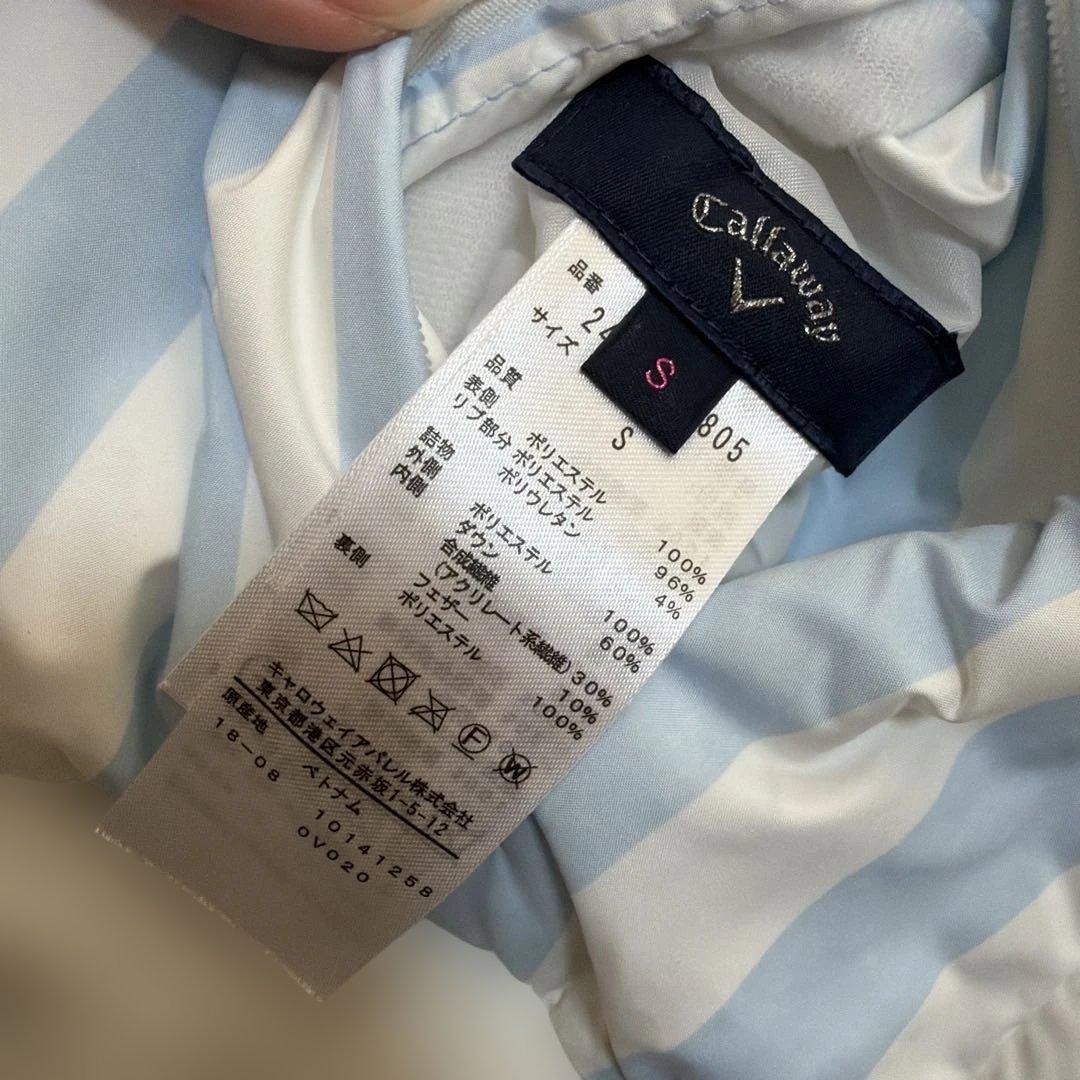 Callaway
S
品番
24 805
サイズ S
品質
表側 ポリエステル 100%
リブ部分 ポリエステル 96%
ポリウレタン 4%
詰物
外側 ポリエステル 100%
内側 ダウン 60%
合成繊維
(アクリレート系繊維) 30%
フェザー 10%
裏側 ポリエステル 100%
F
W
キャロウェイアパレル株式会社
東京都港区元赤坂1-5-12
原産地 ベトナム
18-08 10141258
0V020